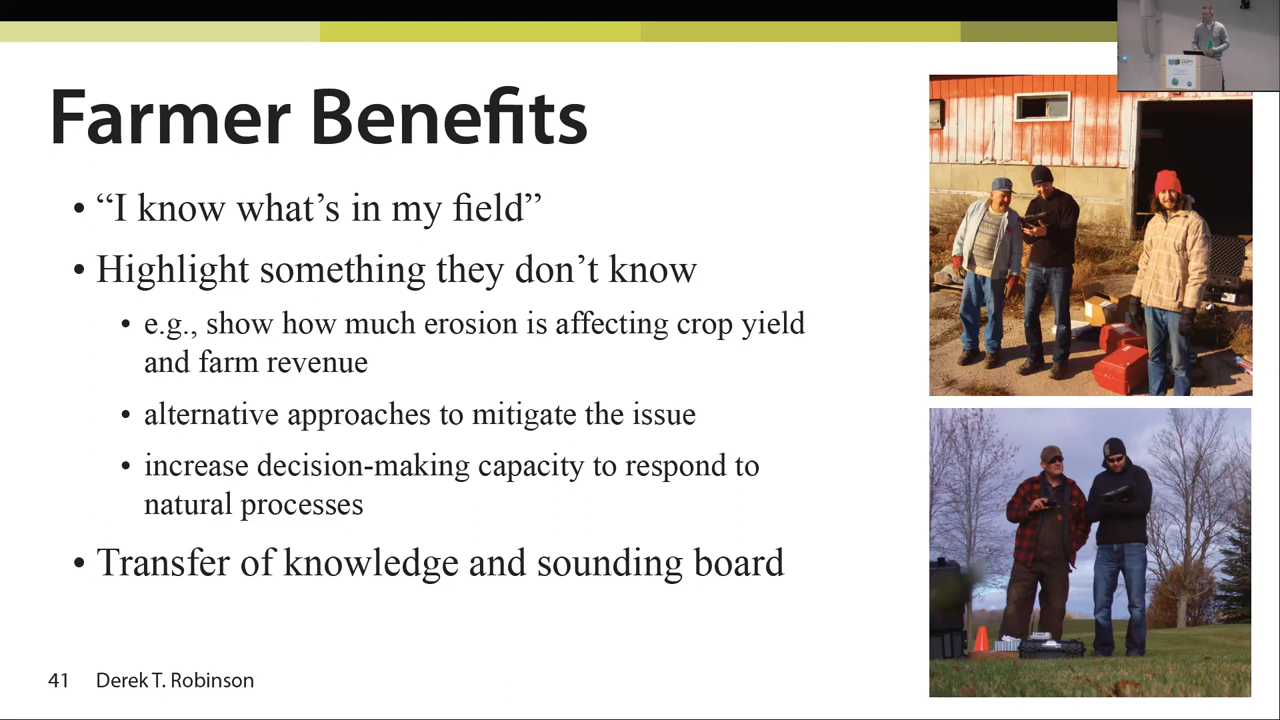 Farmer Benefits
• “I know what’s in my field”
• Highlight something they don’t know
• e.g., show how much erosion is affecting crop yield
and farm revenue
• alternative approaches to mitigate the issue
• increase decision-making capacity to respond to
natural processes
• Transfer of knowledge and sounding board
41 Derek T. Robinson